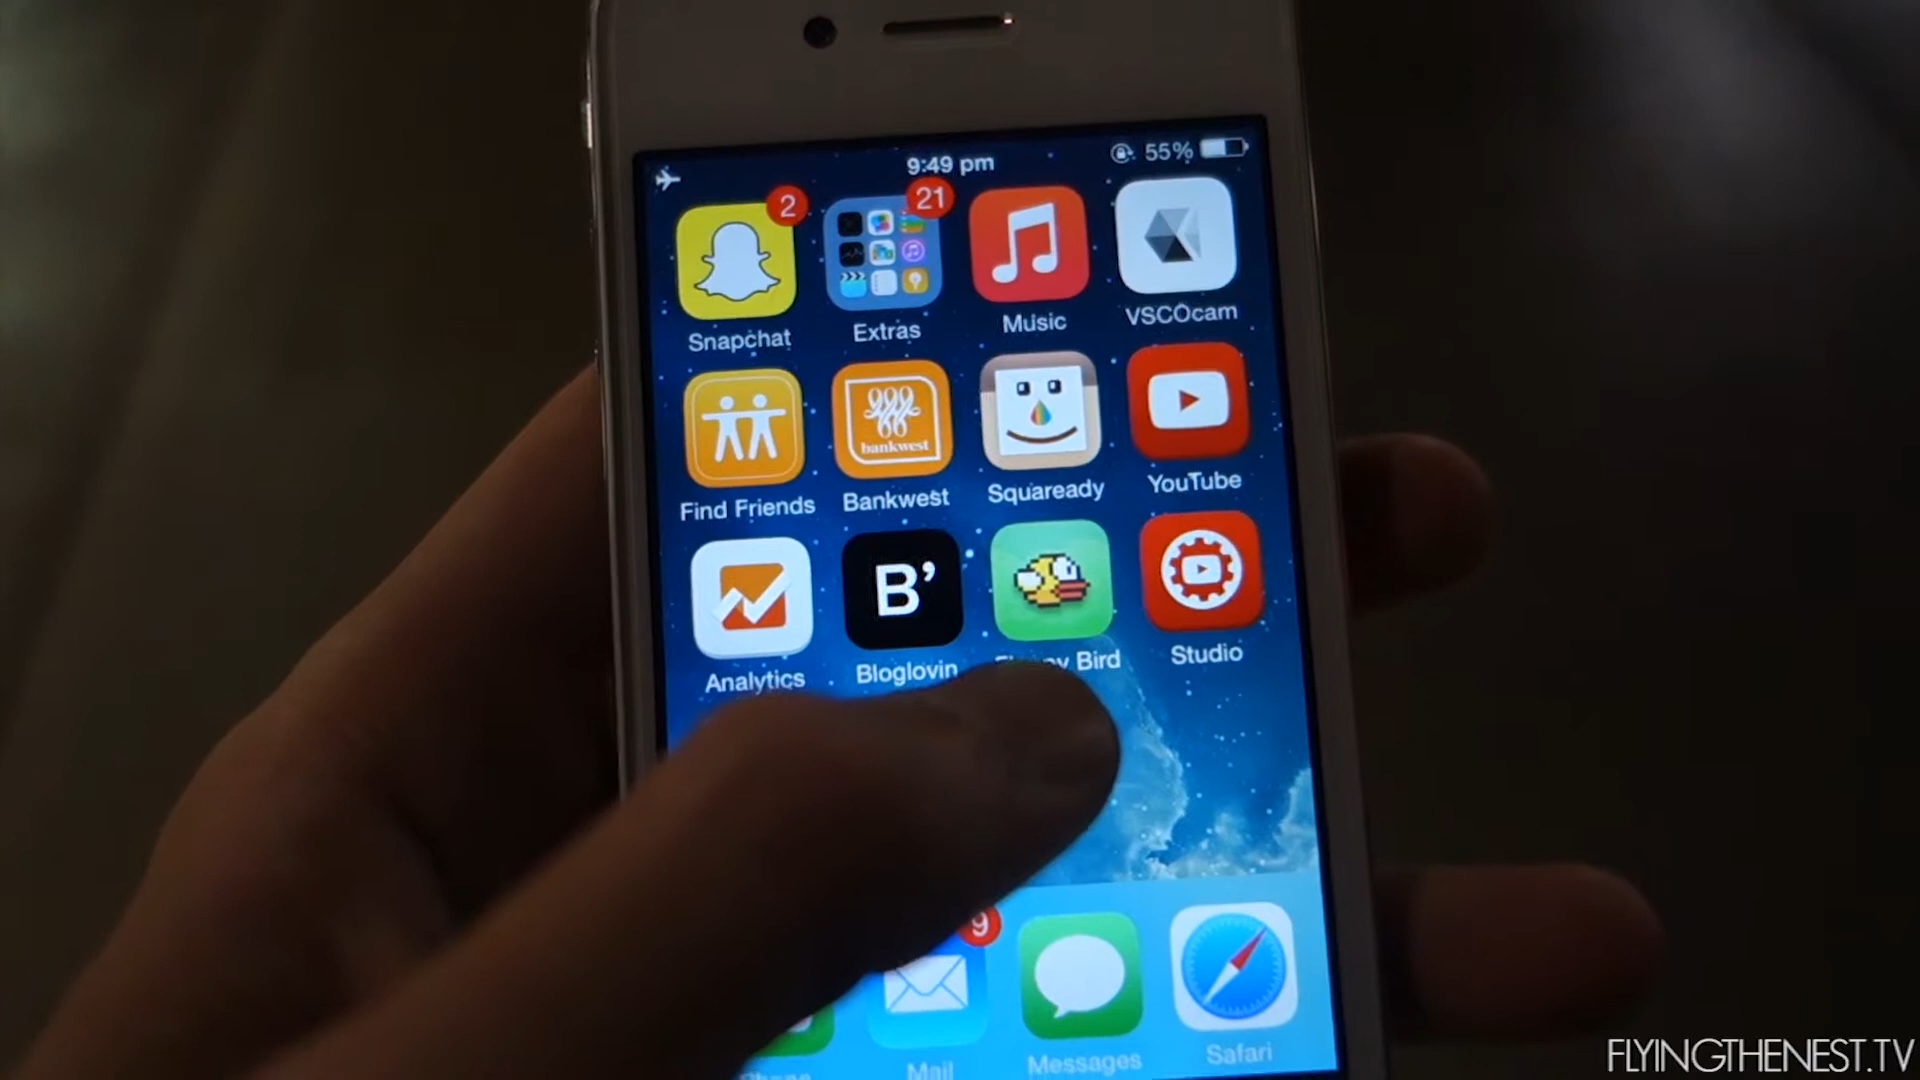 9:49 pm 55%
2 21
Snapchat Extras Music VSCOcam
bankwest
Find Friends Bankwest Squaready YouTube
B'
Analytics Bloglovin Bird Studio
9
Mail Messages Safari
FLYINGTHENEST.TV